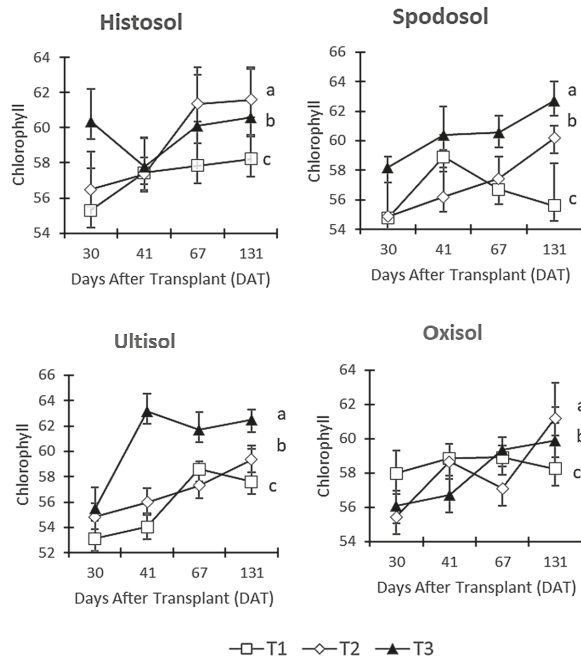 Histosol
Chlorophyll
64
62
60
58
56
54
a
b
c
30 41 67 131
Days After Transplant (DAT)
Spodosol
Chlorophyll
66
64
62
60
58
56
54
a
b
c
30 41 67 131
Days After Transplant (DAT)
Ultisol
Chlorophyll
66
64
62
60
58
56
54
52
a
b
c
30 41 67 131
Days After Transplant (DAT)
Oxisol
Chlorophyll
64
62
60
58
56
54
a
b
c
30 41 67 131
Days After Transplant (DAT)
T1 T2 T3